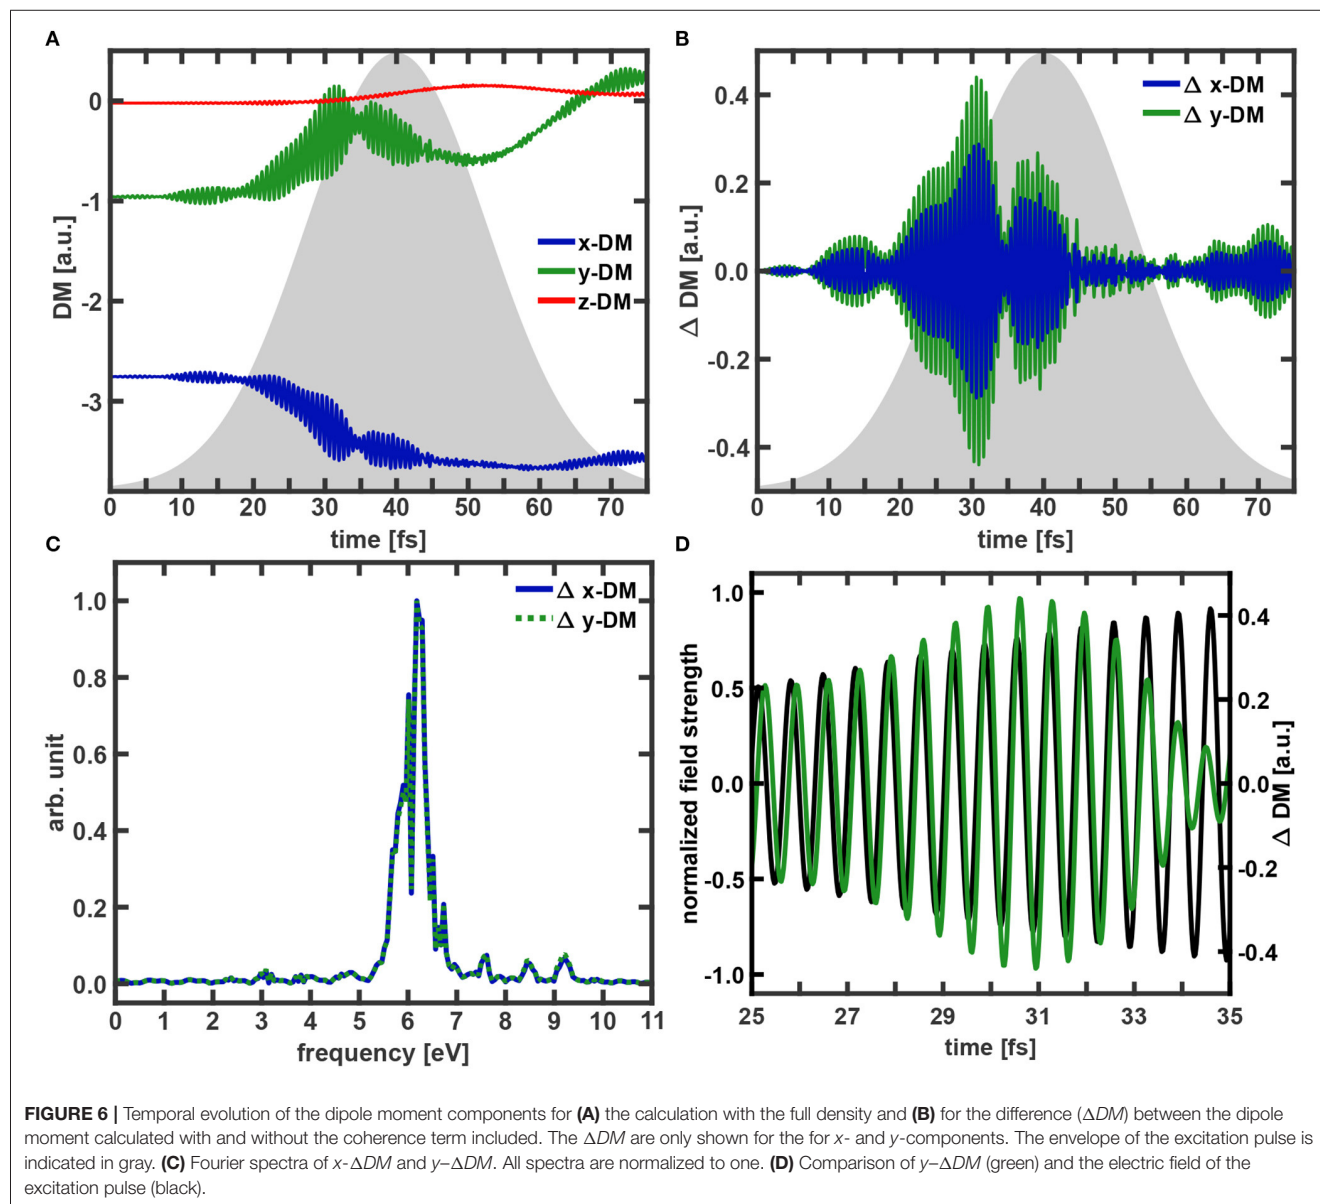 A
0
-1
-2
-3
DM [a.u.]
x-DM
y-DM
z-DM
0 10 20 30 40 50 60 70
time [fs]
B
0.4
0.2
0.0
-0.2
-0.4
Δ DM [a.u.]
Δ x-DM
Δ y-DM
0 10 20 30 40 50 60 70
time [fs]
C
1.0
0.8
0.6
0.4
0.2
0.0
arb. unit
Δ x-DM
Δ y-DM
0 1 2 3 4 5 6 7 8 9 10 11
frequency [eV]
D
1.0
0.5
0.0
-0.5
-1.0
normalized field strength
0.4
0.2
0.0
-0.2
-0.4
Δ DM [a.u.]
25 27 29 31 33 35
time [fs]
FIGURE 6 | Temporal evolution of the dipole moment components for (A) the calculation with the full density and (B) for the difference (ΔDM) between the dipole
moment calculated with and without the coherence term included. The ΔDM are only shown for the for x- and y-components. The envelope of the excitation pulse is
indicated in gray. (C) Fourier spectra of x-ΔDM and y–ΔDM. All spectra are normalized to one. (D) Comparison of y–ΔDM (green) and the electric field of the
excitation pulse (black).